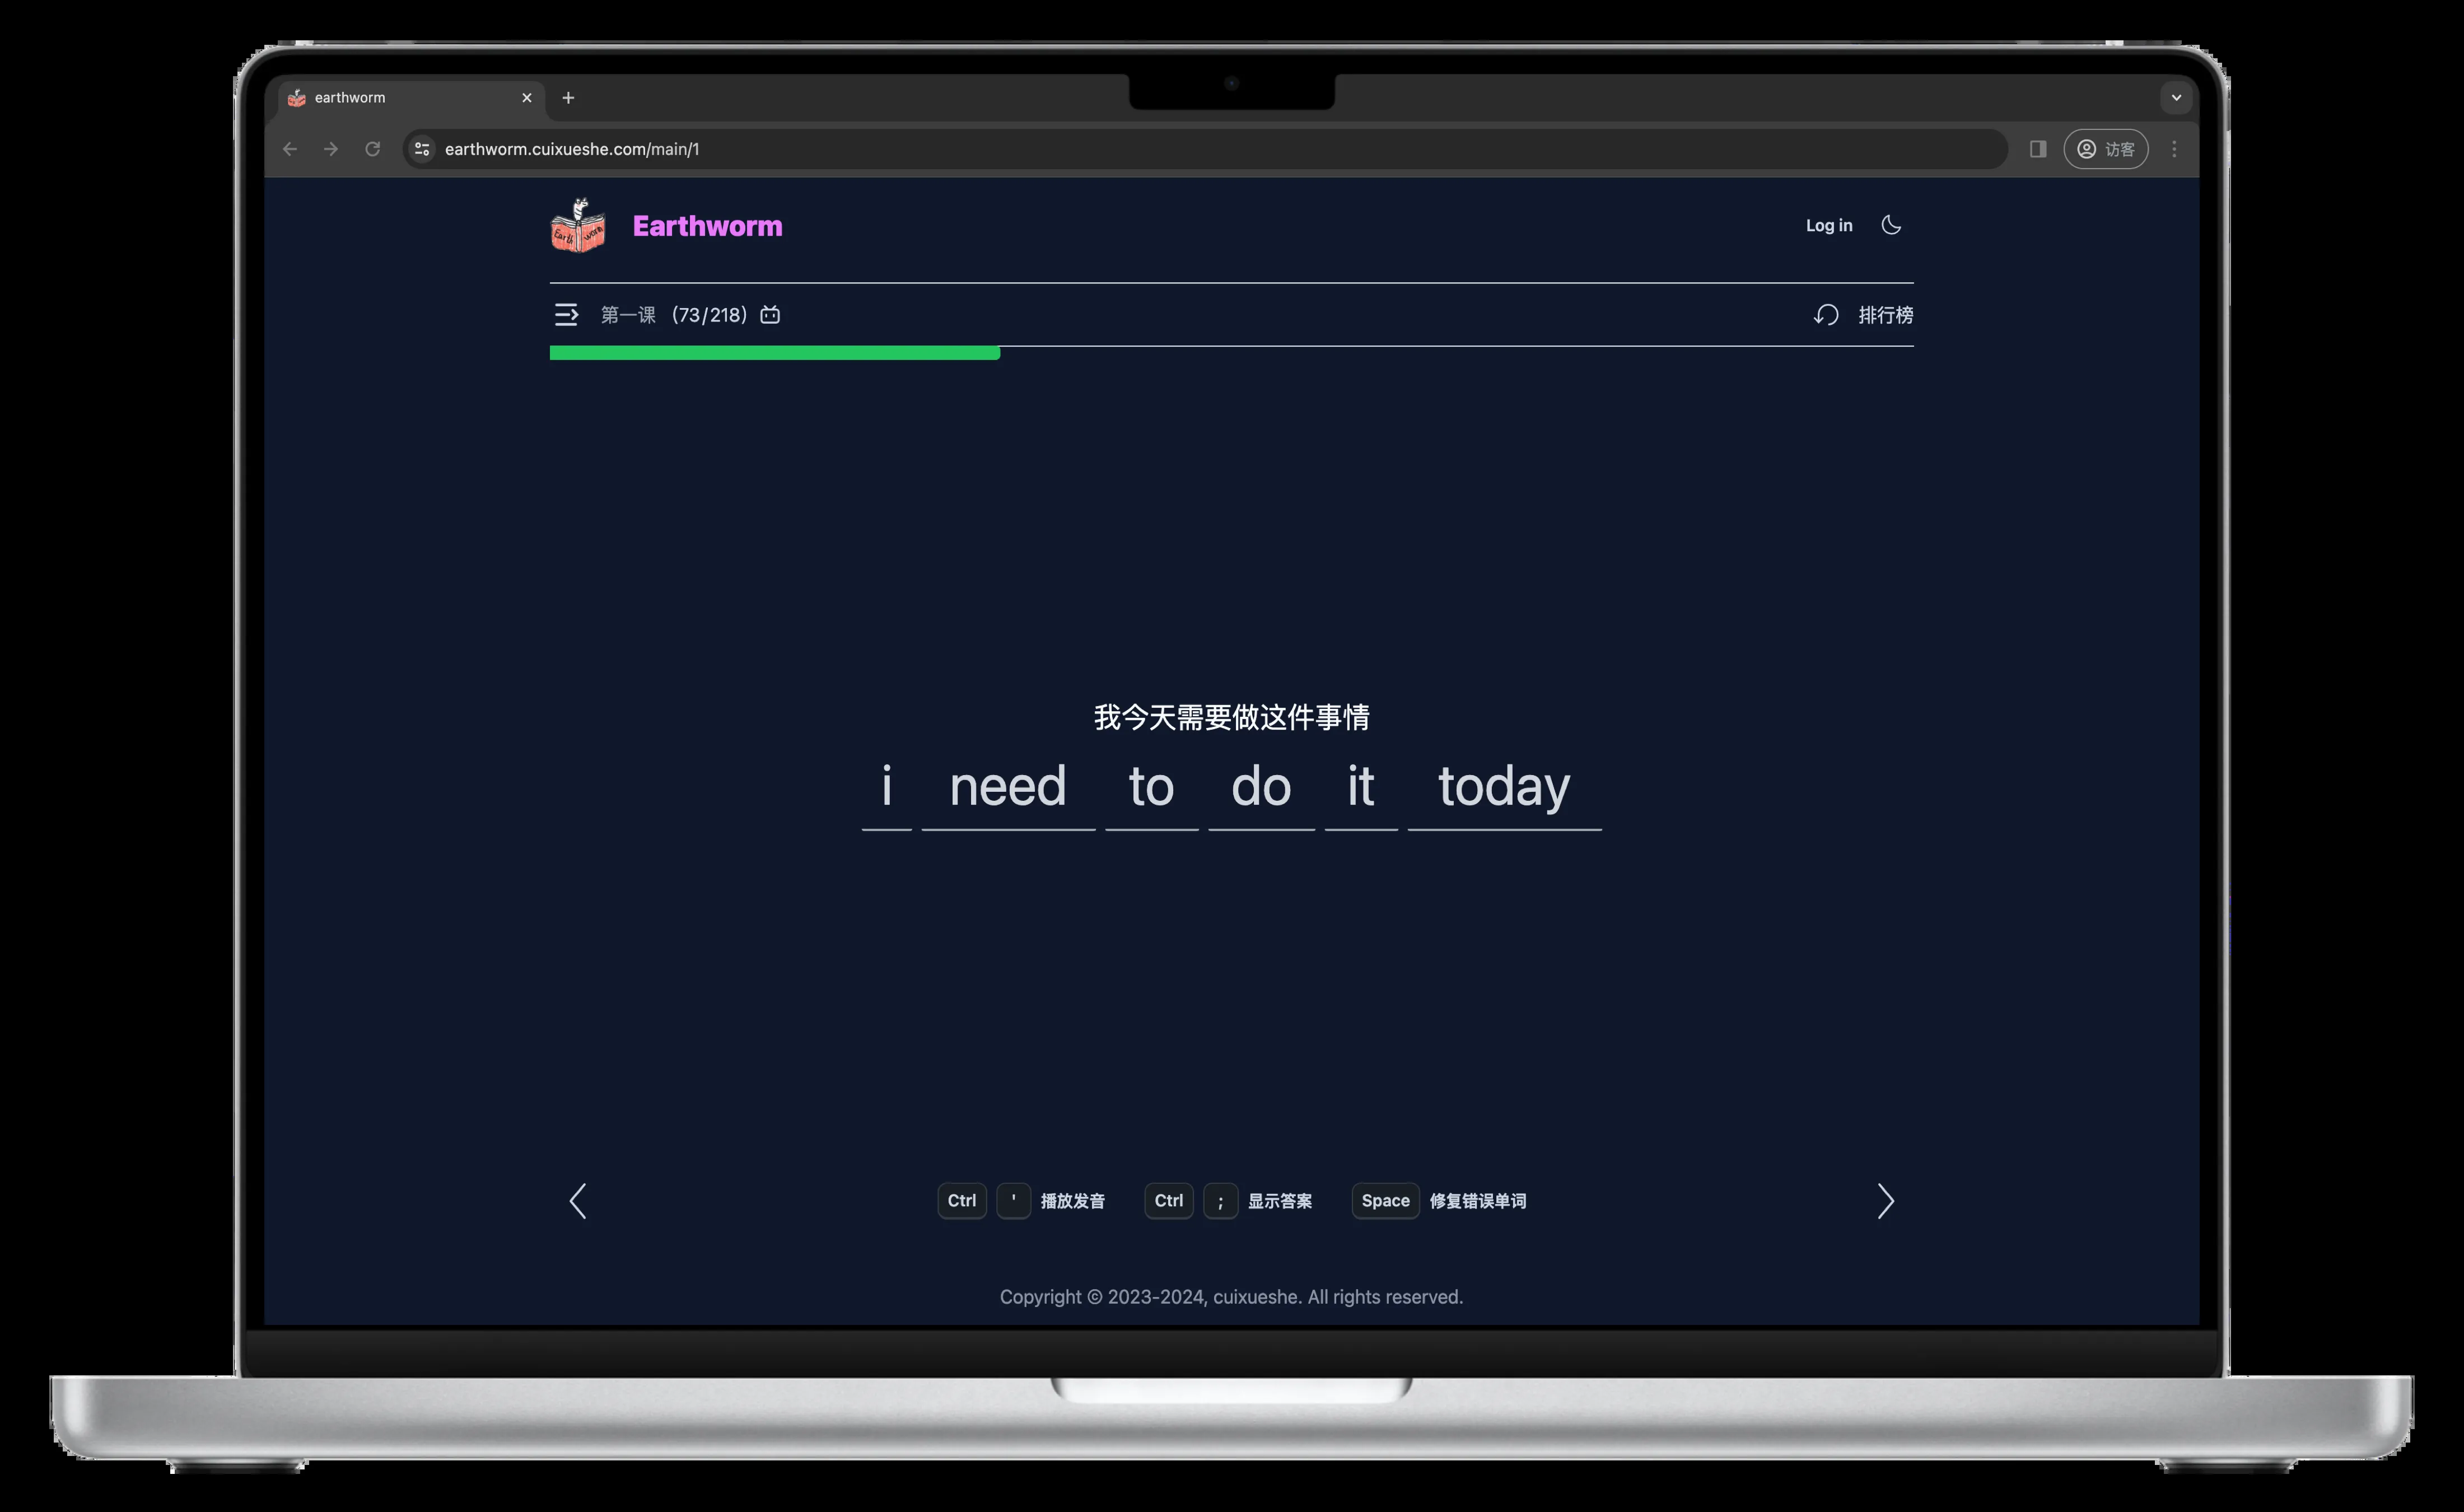 earthworm
earthworm.cuixueshe.com/main/1
访客
Earth worm
Earthworm
Log in
第一课 (73/218)
排行榜
我今天需要做这件事情
i need to do it today
Ctrl ' 播放发音 Ctrl ; 显示答案 Space 修复错误单词
Copyright © 2023-2024, cuixueshe. All rights reserved.